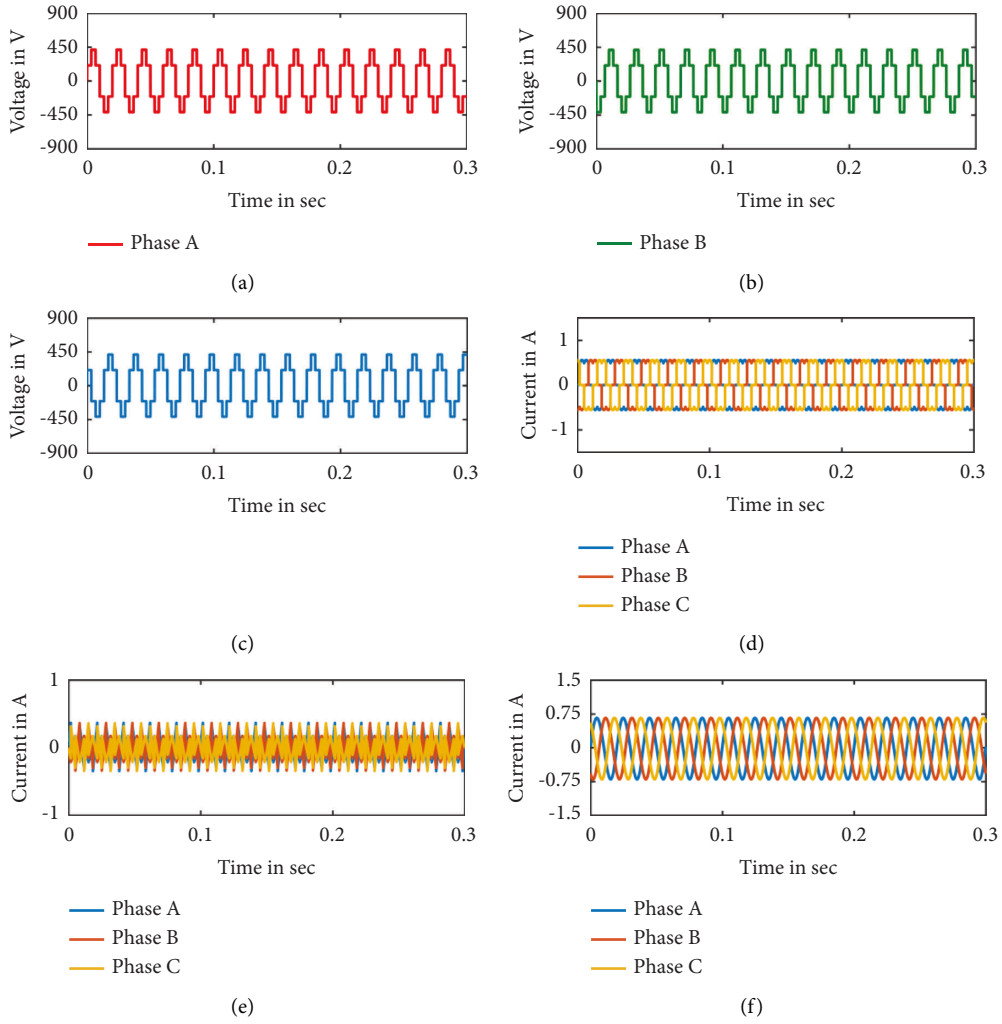 900
450
0
-450
-900
Voltage in V
0
0.1
0.2
0.3
Time in sec
Phase A
(a)
900
450
0
-450
-900
Voltage in V
0
0.1
0.2
0.3
Time in sec
Phase B
(b)
900
450
0
-450
-900
Voltage in V
0
0.1
0.2
0.3
Time in sec
(c)
1
0
-1
Current in A
0
0.1
0.2
0.3
Time in sec
Phase A
Phase B
Phase C
(d)
1
0
-1
Current in A
0
0.1
0.2
0.3
Time in sec
Phase A
Phase B
Phase C
(e)
1.5
0.75
0
-0.75
-1.5
Current in A
0
0.1
0.2
0.3
Time in sec
Phase A
Phase B
Phase C
(f)